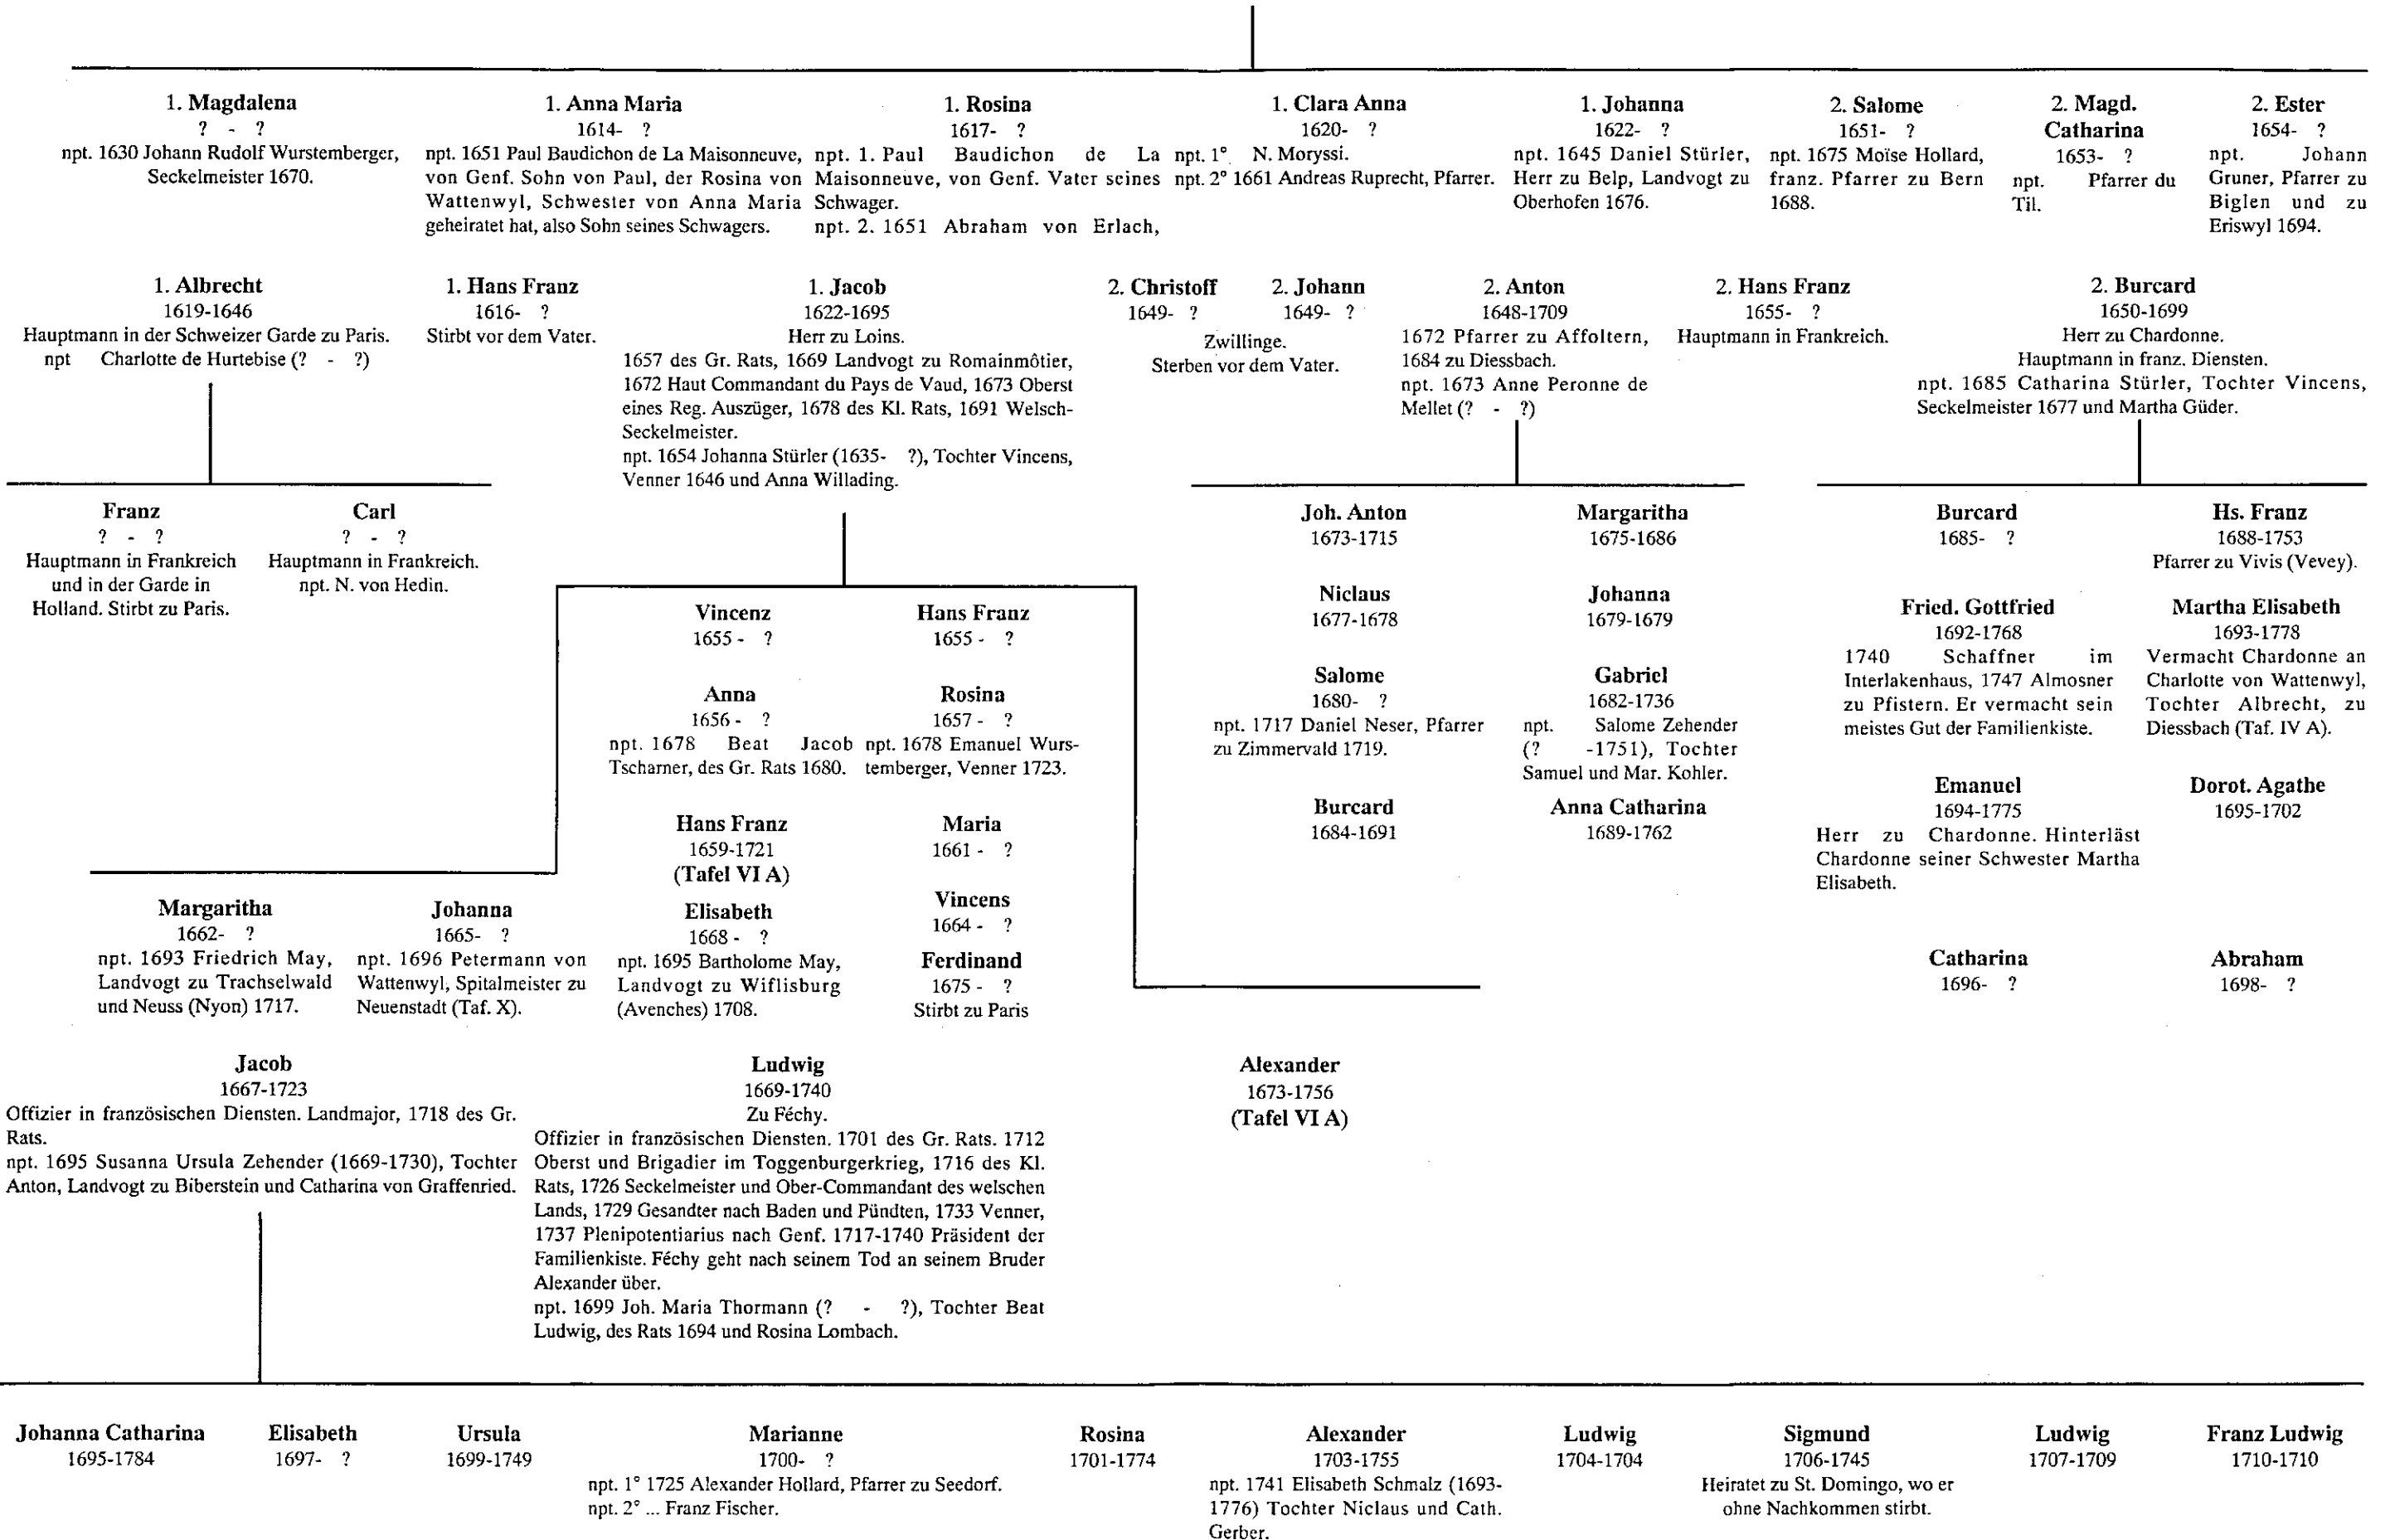 1. Magdalena
? - ?
npt. 1630 Johann Rudolf Wurstemberger,
Seckelmeister 1670.
1. Anna Maria
1614- ?
npt. 1651 Paul Baudichon de La Maisonneuve,
von Genf. Sohn von Paul, der Rosina von
Wattenwyl, Schwester von Anna Maria
geheiratet hat, also Sohn seines Schwagers.
1. Rosina
1617- ?
npt. 1. Paul Baudichon de La
Maisonneuve, von Genf. Vater seines
Schwager.
npt. 2. 1651 Abraham von Erlach,
1. Clara Anna
1620- ?
npt. 1° N. Moryssi.
npt. 2° 1661 Andreas Ruprecht, Pfarrer.
1. Johanna
1622- ?
npt. 1645 Daniel Stürler,
Herr zu Belp, Landvogt zu
Oberhofen 1676.
2. Salome
1651- ?
npt. 1675 Moïse Hollard,
franz. Pfarrer zu Bern
1688.
2. Magd.
Catharina
1653- ?
npt. Pfarrer du
Til.
2. Ester
1654- ?
npt. Johann
Gruner, Pfarrer zu
Biglen und zu
Eriswyl 1694.
1. Albrecht
1619-1646
Hauptmann in der Schweizer Garde zu Paris.
npt Charlotte de Hurtebise (? - ?)
1. Hans Franz
1616- ?
Stirbt vor dem Vater.
1. Jacob
1622-1695
Herr zu Loins.
1657 des Gr. Rats, 1669 Landvogt zu Romainmôtier,
1672 Haut Commandant du Pays de Vaud, 1673 Oberst
eines Reg. Auszüger, 1678 des Kl. Rats, 1691 Welsch-
Seckelmeister.
npt. 1654 Johanna Stürler (1635- ?), Tochter Vincens,
Venner 1646 und Anna Willading.
2. Christoff
1649- ?
2. Johann
1649- ?
Zwillinge.
Sterben vor dem Vater.
2. Anton
1648-1709
1672 Pfarrer zu Affoltern,
1684 zu Diessbach.
npt. 1673 Anne Peronne de
Mellet (? - ?)
2. Hans Franz
1655- ?
Hauptmann in Frankreich.
2. Burcard
1650-1699
Herr zu Chardonne.
Hauptmann in franz. Diensten.
npt. 1685 Catharina Stürler, Tochter Vincens,
Seckelmeister 1677 und Martha Güder.
Franz
? - ?
Hauptmann in Frankreich
und in der Garde in
Holland. Stirbt zu Paris.
Carl
? - ?
Hauptmann in Frankreich.
npt. N. von Hedin.
Vincenz
1655 - ?
Hans Franz
1655 - ?
Anna
1656 - ?
npt. 1678 Beat Jacob
Tscharner, des Gr. Rats 1680.
Rosina
1657 - ?
npt. 1678 Emanuel Wurs-
temberger, Venner 1723.
Hans Franz
1659-1721
(Tafel VI A)
Maria
1661 - ?
Vincens
1664 - ?
Elisabeth
1668 - ?
npt. 1695 Bartholome May,
Landvogt zu Wiflisburg
(Avenches) 1708.
Ferdinand
1675 - ?
Stirbt zu Paris
Joh. Anton
1673-1715
Margaritha
1675-1686
Niclaus
1677-1678
Johanna
1679-1679
Salome
1680- ?
npt. 1717 Daniel Neser, Pfarrer
zu Zimmervald 1719.
Gabriel
1682-1736
npt. Salome Zehender
(? -1751), Tochter
Samuel und Mar. Kohler.
Burcard
1684-1691
Anna Catharina
1689-1762
Burcard
1685- ?
Hs. Franz
1688-1753
Pfarrer zu Vivis (Vevey).
Fried. Gottfried
1692-1768
1740 Schaffner im
Interlakenhaus, 1747 Almosner
zu Pfistern. Er vermacht sein
meistes Gut der Familienkiste.
Martha Elisabeth
1693-1778
Vermacht Chardonne an
Charlotte von Wattenwyl,
Tochter Albrecht, zu
Diessbach (Taf. IV A).
Emanuel
1694-1775
Herr zu Chardonne. Hinterläst
Chardonne seiner Schwester Martha
Elisabeth.
Dorot. Agathe
1695-1702
Catharina
1696- ?
Abraham
1698- ?
Margaritha
1662- ?
npt. 1693 Friedrich May,
Landvogt zu Trachselwald
und Neuss (Nyon) 1717.
Johanna
1665- ?
npt. 1696 Petermann von
Wattenwyl, Spitalmeister zu
Neuenstadt (Taf. X).
Jacob
1667-1723
Offizier in französischen Diensten. Landmajor, 1718 des Gr.
Rats.
npt. 1695 Susanna Ursula Zehender (1669-1730), Tochter
Anton, Landvogt zu Biberstein und Catharina von Graffenried.
Ludwig
1669-1740
Zu Féchy.
Offizier in französischen Diensten. 1701 des Gr. Rats. 1712
Oberst und Brigadier im Toggenburgerkrieg, 1716 des Kl.
Rats, 1726 Seckelmeister und Ober-Commandant des welschen
Lands, 1729 Gesandter nach Baden und Pündten, 1733 Venner,
1737 Plenipotentiarius nach Genf. 1717-1740 Präsident der
Familienkiste. Féchy geht nach seinem Tod an seinem Bruder
Alexander über.
npt. 1699 Joh. Maria Thormann (? - ?), Tochter Beat
Ludwig, des Rats 1694 und Rosina Lombach.
Alexander
1673-1756
(Tafel VI A)
Johanna Catharina
1695-1784
Elisabeth
1697- ?
Ursula
1699-1749
Marianne
1700- ?
npt. 1° 1725 Alexander Hollard, Pfarrer zu Seedorf.
npt. 2° ... Franz Fischer.
Rosina
1701-1774
Alexander
1703-1755
npt. 1741 Elisabeth Schmalz (1693-
1776) Tochter Niclaus und Cath.
Gerber.
Ludwig
1704-1704
Sigmund
1706-1745
Heiratet zu St. Domingo, wo er
ohne Nachkommen stirbt.
Ludwig
1707-1709
Franz Ludwig
1710-1710